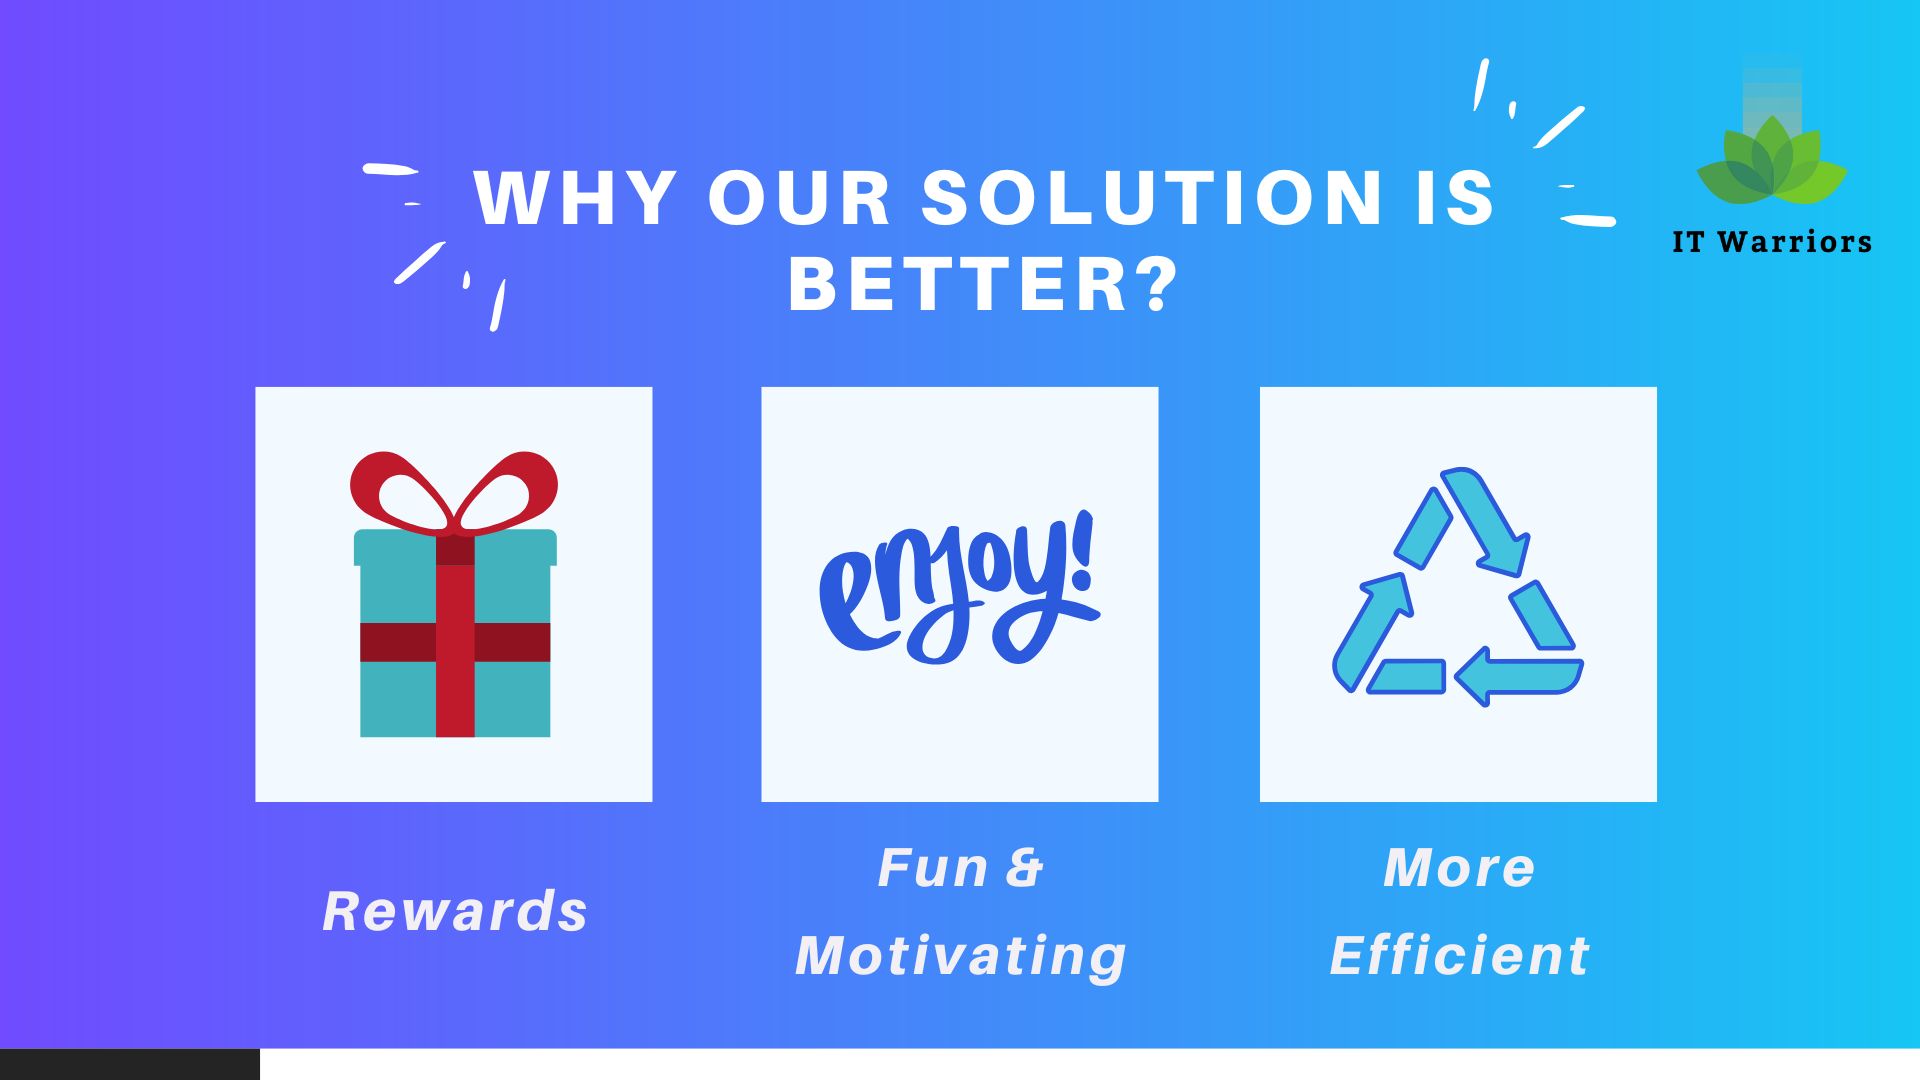 WHY OUR SOLUTION IS
BETTER?
IT Warriors
enjoy!
Rewards
Fun &
Motivating
More
Efficient